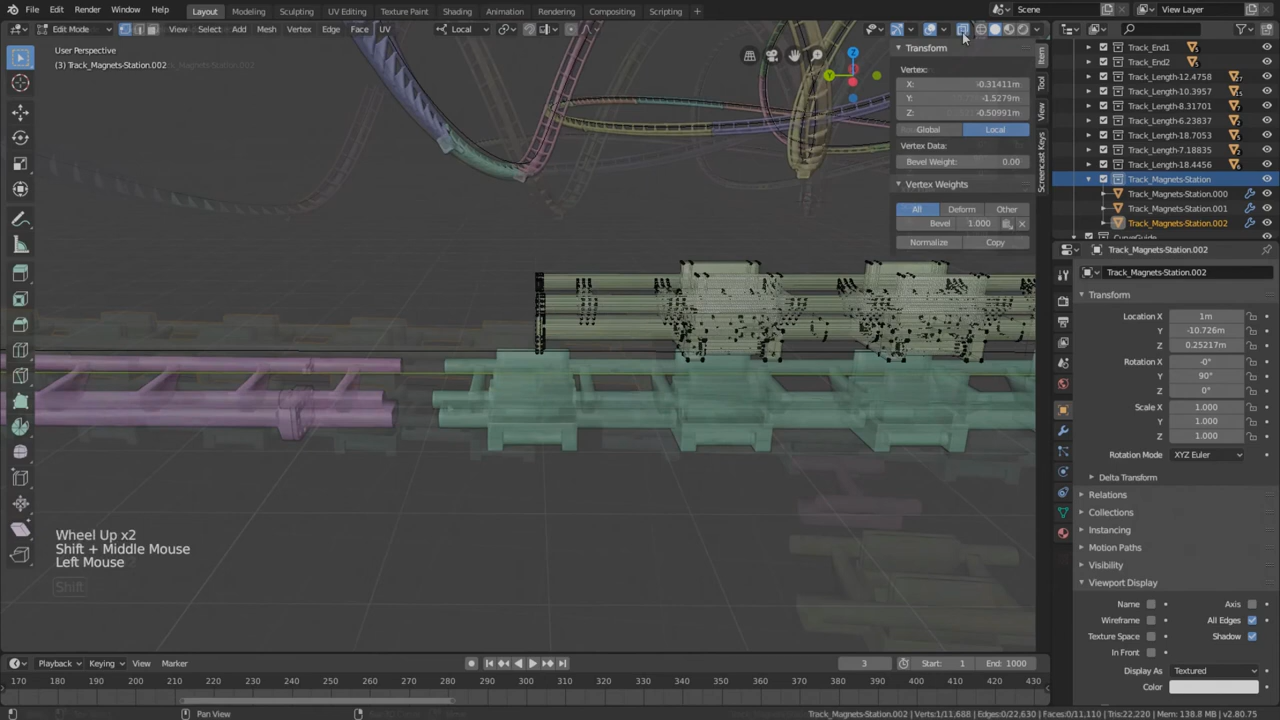 File Edit Render Window Help Layout Modeling Sculpting UV Editing Texture Paint Shading Animation Rendering Compositing Scripting Scene View Layer
Edit Mode View Select Add Mesh Vertex Edge Face UV Local
User Perspective
(3) Track_Magnets-Station.002
Transform
Vertex:
X: -0.31411m
Y: -1.5279m
Z: -0.50991m
Global Local
Vertex Data:
Bevel Weight: 0.00
Vertex Weights
All Deform Other
Bevel 1.000
Normalize Copy
Item
Tool
View
Screencast Keys
Wheel Up x2
Shift + Middle Mouse
Left Mouse
Shift
Track_End1
Track_End2
Track_Length-12.4758
Track_Length-10.3957
Track_Length-8.31701
Track_Length-6.23837
Track_Length-18.7053
Track_Length-7.18835
Track_Length-18.4456
Track_Magnets-Station
Track_Magnets-Station.000
Track_Magnets-Station.001
Track_Magnets-Station.002
CurveGuide
Track_Magnets-Station.002
Track_Magnets-Station.002
Transform
Location X 1m
Y -10.726m
Z 0.25217m
Rotation X -0°
Y 90°
Z 0°
Scale X 1.000
Y 1.000
Z 1.000
Rotation Mode XYZ Euler
Delta Transform
Relations
Collections
Instancing
Motion Paths
Visibility
Viewport Display
Name Axis
Wireframe All Edges
Texture Space Shadow
In Front
Display As Textured
Color
Playback Keying View Marker 3 Start: 1 End: 1000
170 180 190 200 210 220 230 240 250 260 270 280 290 300 310 320 330 340 350 360 370 380 390 400 410 420 430
Pan View Track_Magnets-Station.002 | Verts:1/11,688 | Edges:0/22,630 | Faces:0/11,110 | Tris:22,220 | Mem: 138.8 MB | v2.80.75